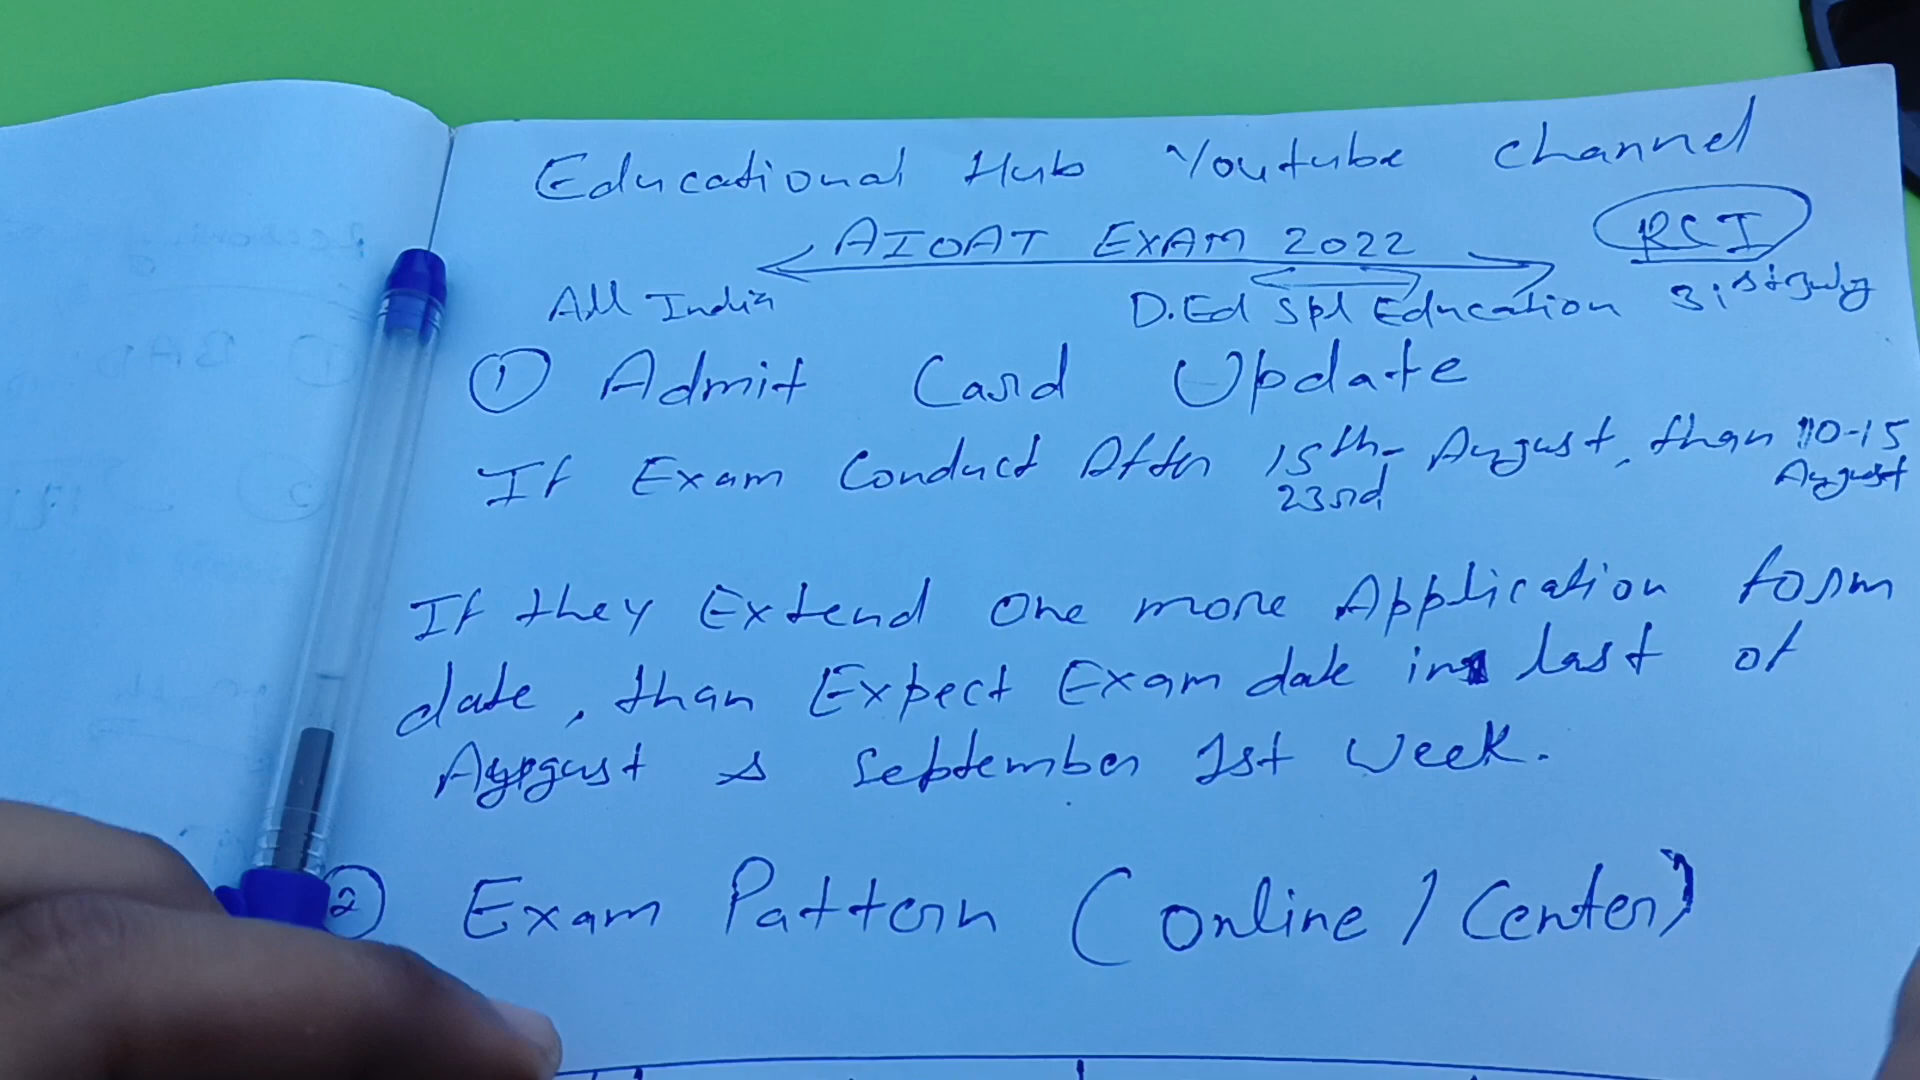 Educational Hub Youtube channel
AIOAT EXAM 2022 RCI
All India D.Ed Spl Education 31st July
① Admit Card Update
If Exam Conduct After 15th- August, than 10-15
23rd August
If they Extend One more Application form
date, than Expect Exam date in last of
August & September 1st week.
② Exam Pattern (Online / Center)